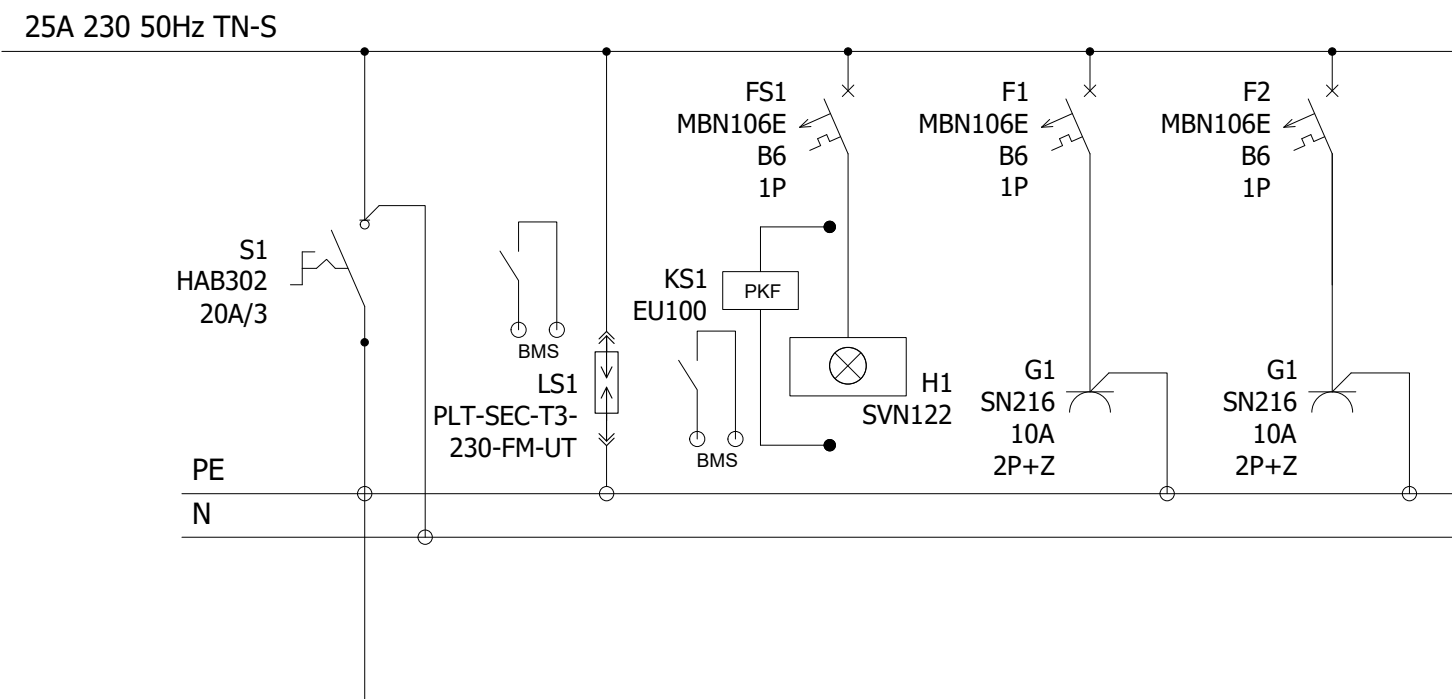 25A 230 50Hz TN-S
S1
HAB302
20A/3
BMS
LS1
PLT-SEC-T3-
230-FM-UT
FS1
MBN106E
B6
1P
KS1
EU100
PKF
BMS
H1
SVN122
F1
MBN106E
B6
1P
G1
SN216
10A
2P+Z
F2
MBN106E
B6
1P
G1
SN216
10A
2P+Z
PE
N